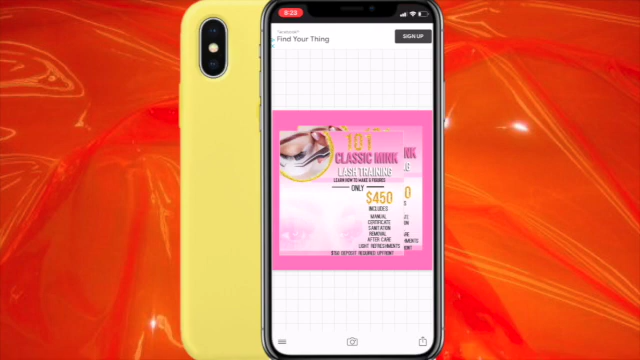 8:23
Find Your Thing
SIGN UP
101
CLASSIC MINK
LASH TRAINING
LEARN HOW TO MAKE 6 FIGURES
ONLY
$450
INCLUDES
MANUAL
CERTIFICATE
SANITATION
REMOVAL
AFTER CARE
LIGHT REFRESHMENTS
$150 DEPOSIT REQUIRED UPFRONT